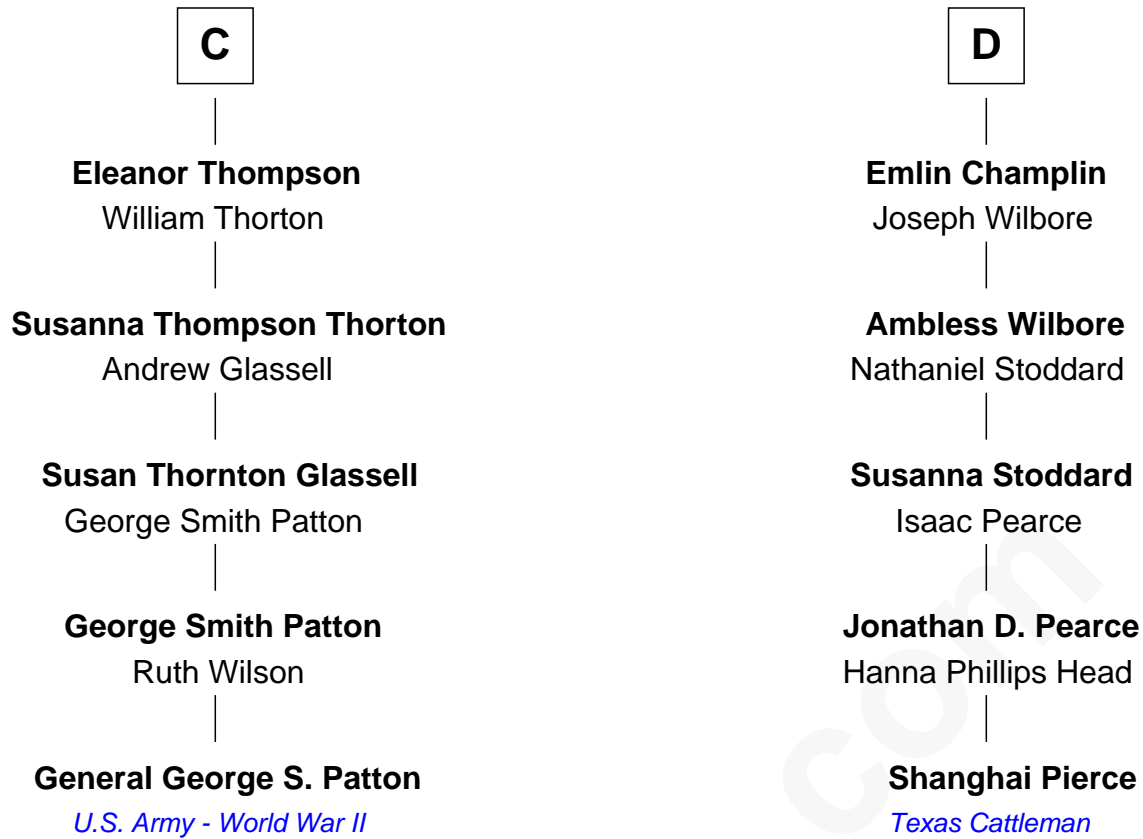 C
Eleanor Thompson
William Thorton
Susanna Thompson Thorton
Andrew Glassell
Susan Thornton Glassell
George Smith Patton
George Smith Patton
Ruth Wilson
General George S. Patton
U.S. Army - World War II
D
Emlin Champlin
Joseph Wilbore
Ambless Wilbore
Nathaniel Stoddard
Susanna Stoddard
Isaac Pearce
Jonathan D. Pearce
Hanna Phillips Head
Shanghai Pierce
Texas Cattleman
com